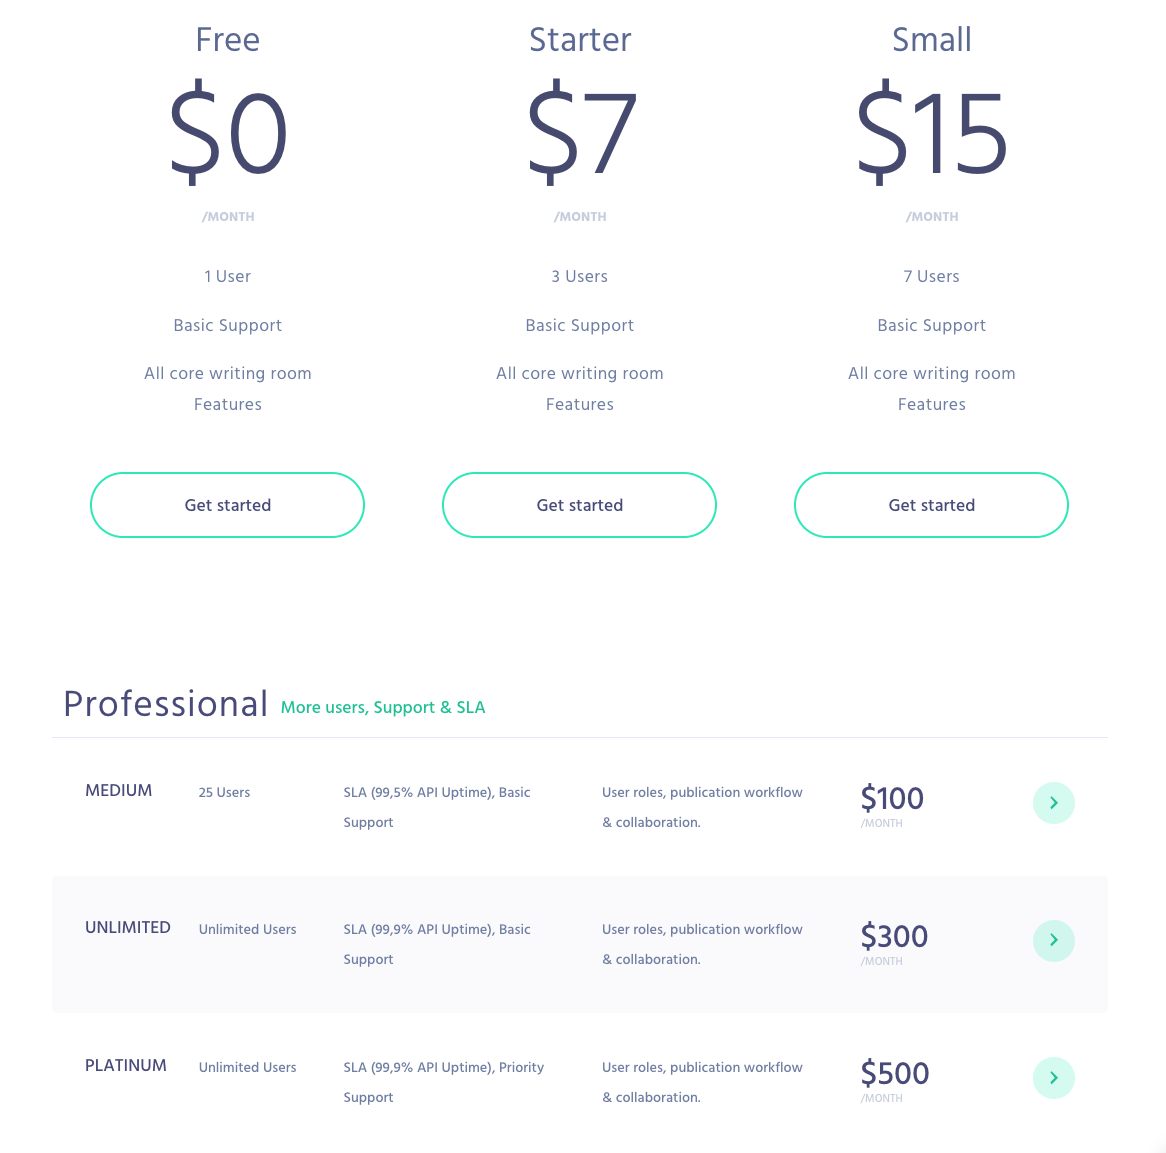 Free
$0
/MONTH
1 User
Basic Support
All core writing room
Features
Get started
Starter
$7
/MONTH
3 Users
Basic Support
All core writing room
Features
Get started
Small
$15
/MONTH
7 Users
Basic Support
All core writing room
Features
Get started
Professional More users, Support & SLA
MEDIUM
25 Users
SLA (99,5% API Uptime), Basic
Support
User roles, publication workflow
& collaboration.
$100
/MONTH
UNLIMITED
Unlimited Users
SLA (99,9% API Uptime), Basic
Support
User roles, publication workflow
& collaboration.
$300
/MONTH
PLATINUM
Unlimited Users
SLA (99,9% API Uptime), Priority
Support
User roles, publication workflow
& collaboration.
$500
/MONTH